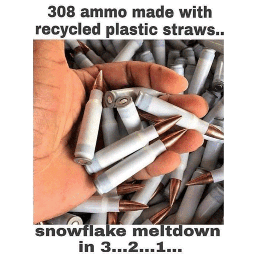 308 ammo made with
recycled plastic straws..
snowflake meltdown
in 3...2...1...